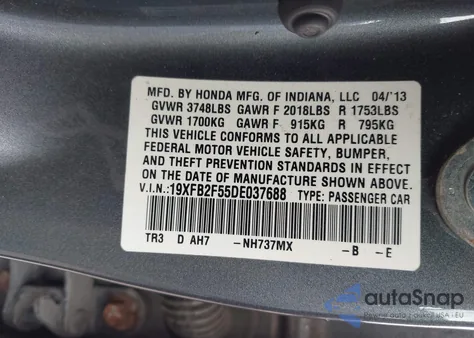 MFD. BY HONDA MFG. OF INDIANA, LLC 04/'13
GVWR 3748LBS GAWR F 2018LBS R 1753LBS
GVWR 1700KG GAWR F 915KG R 795KG
THIS VEHICLE CONFORMS TO ALL APPLICABLE
FEDERAL MOTOR VEHICLE SAFETY, BUMPER,
AND THEFT PREVENTION STANDARDS IN EFFECT
ON THE DATE OF MANUFACTURE SHOWN ABOVE.
V.I.N.: 19XFB2F55DE037688 TYPE: PASSENGER CAR
TR3 D AH7 -NH737MX -B -E
autoSnap